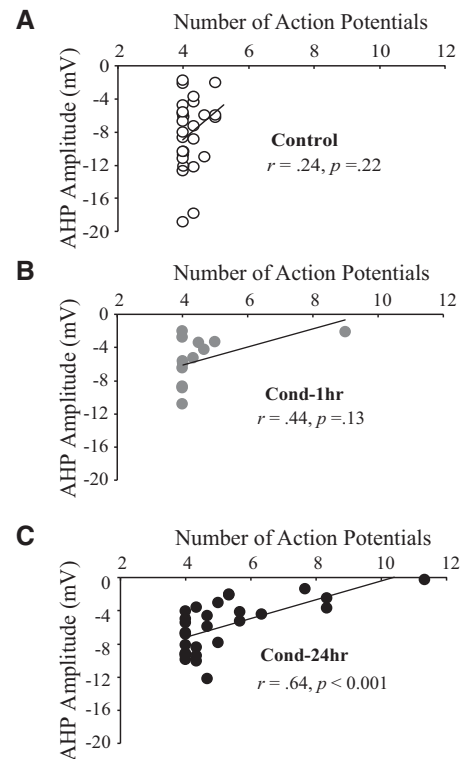 A
Number of Action Potentials
2 4 6 8 10 12
AHP Amplitude (mV)
0
-4
-8
-12
-16
-20
Control
r = .24, p =.22
B
Number of Action Potentials
2 4 6 8 10 12
AHP Amplitude (mV)
0
-4
-8
-12
-16
-20
Cond-1hr
r = .44, p =.13
C
Number of Action Potentials
2 4 6 8 10 12
AHP Amplitude (mV)
0
-4
-8
-12
-16
-20
Cond-24hr
r = .64, p < 0.001